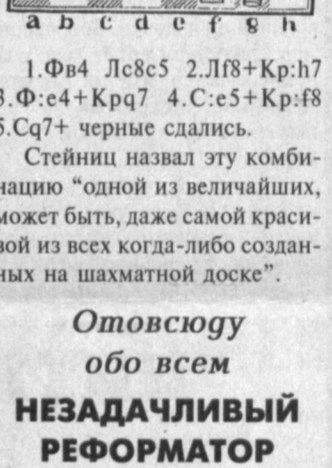 a b c d e f g h
1.Фв4 Лс8с5 2.Лf8+Кр:h7
3.Ф:е4+Крq7 4.С:е5+Кр:f8
5.Сq7+ черные сдались.
Стейниц назвал эту комби-
нацию “одной из величайших,
может быть, даже самой краси-
вой из всех когда-либо создан-
ных на шахматной доске”.
Отовсюду
обо всем
НЕЗАДАЧЛИВЫЙ
РЕФОРМАТОР